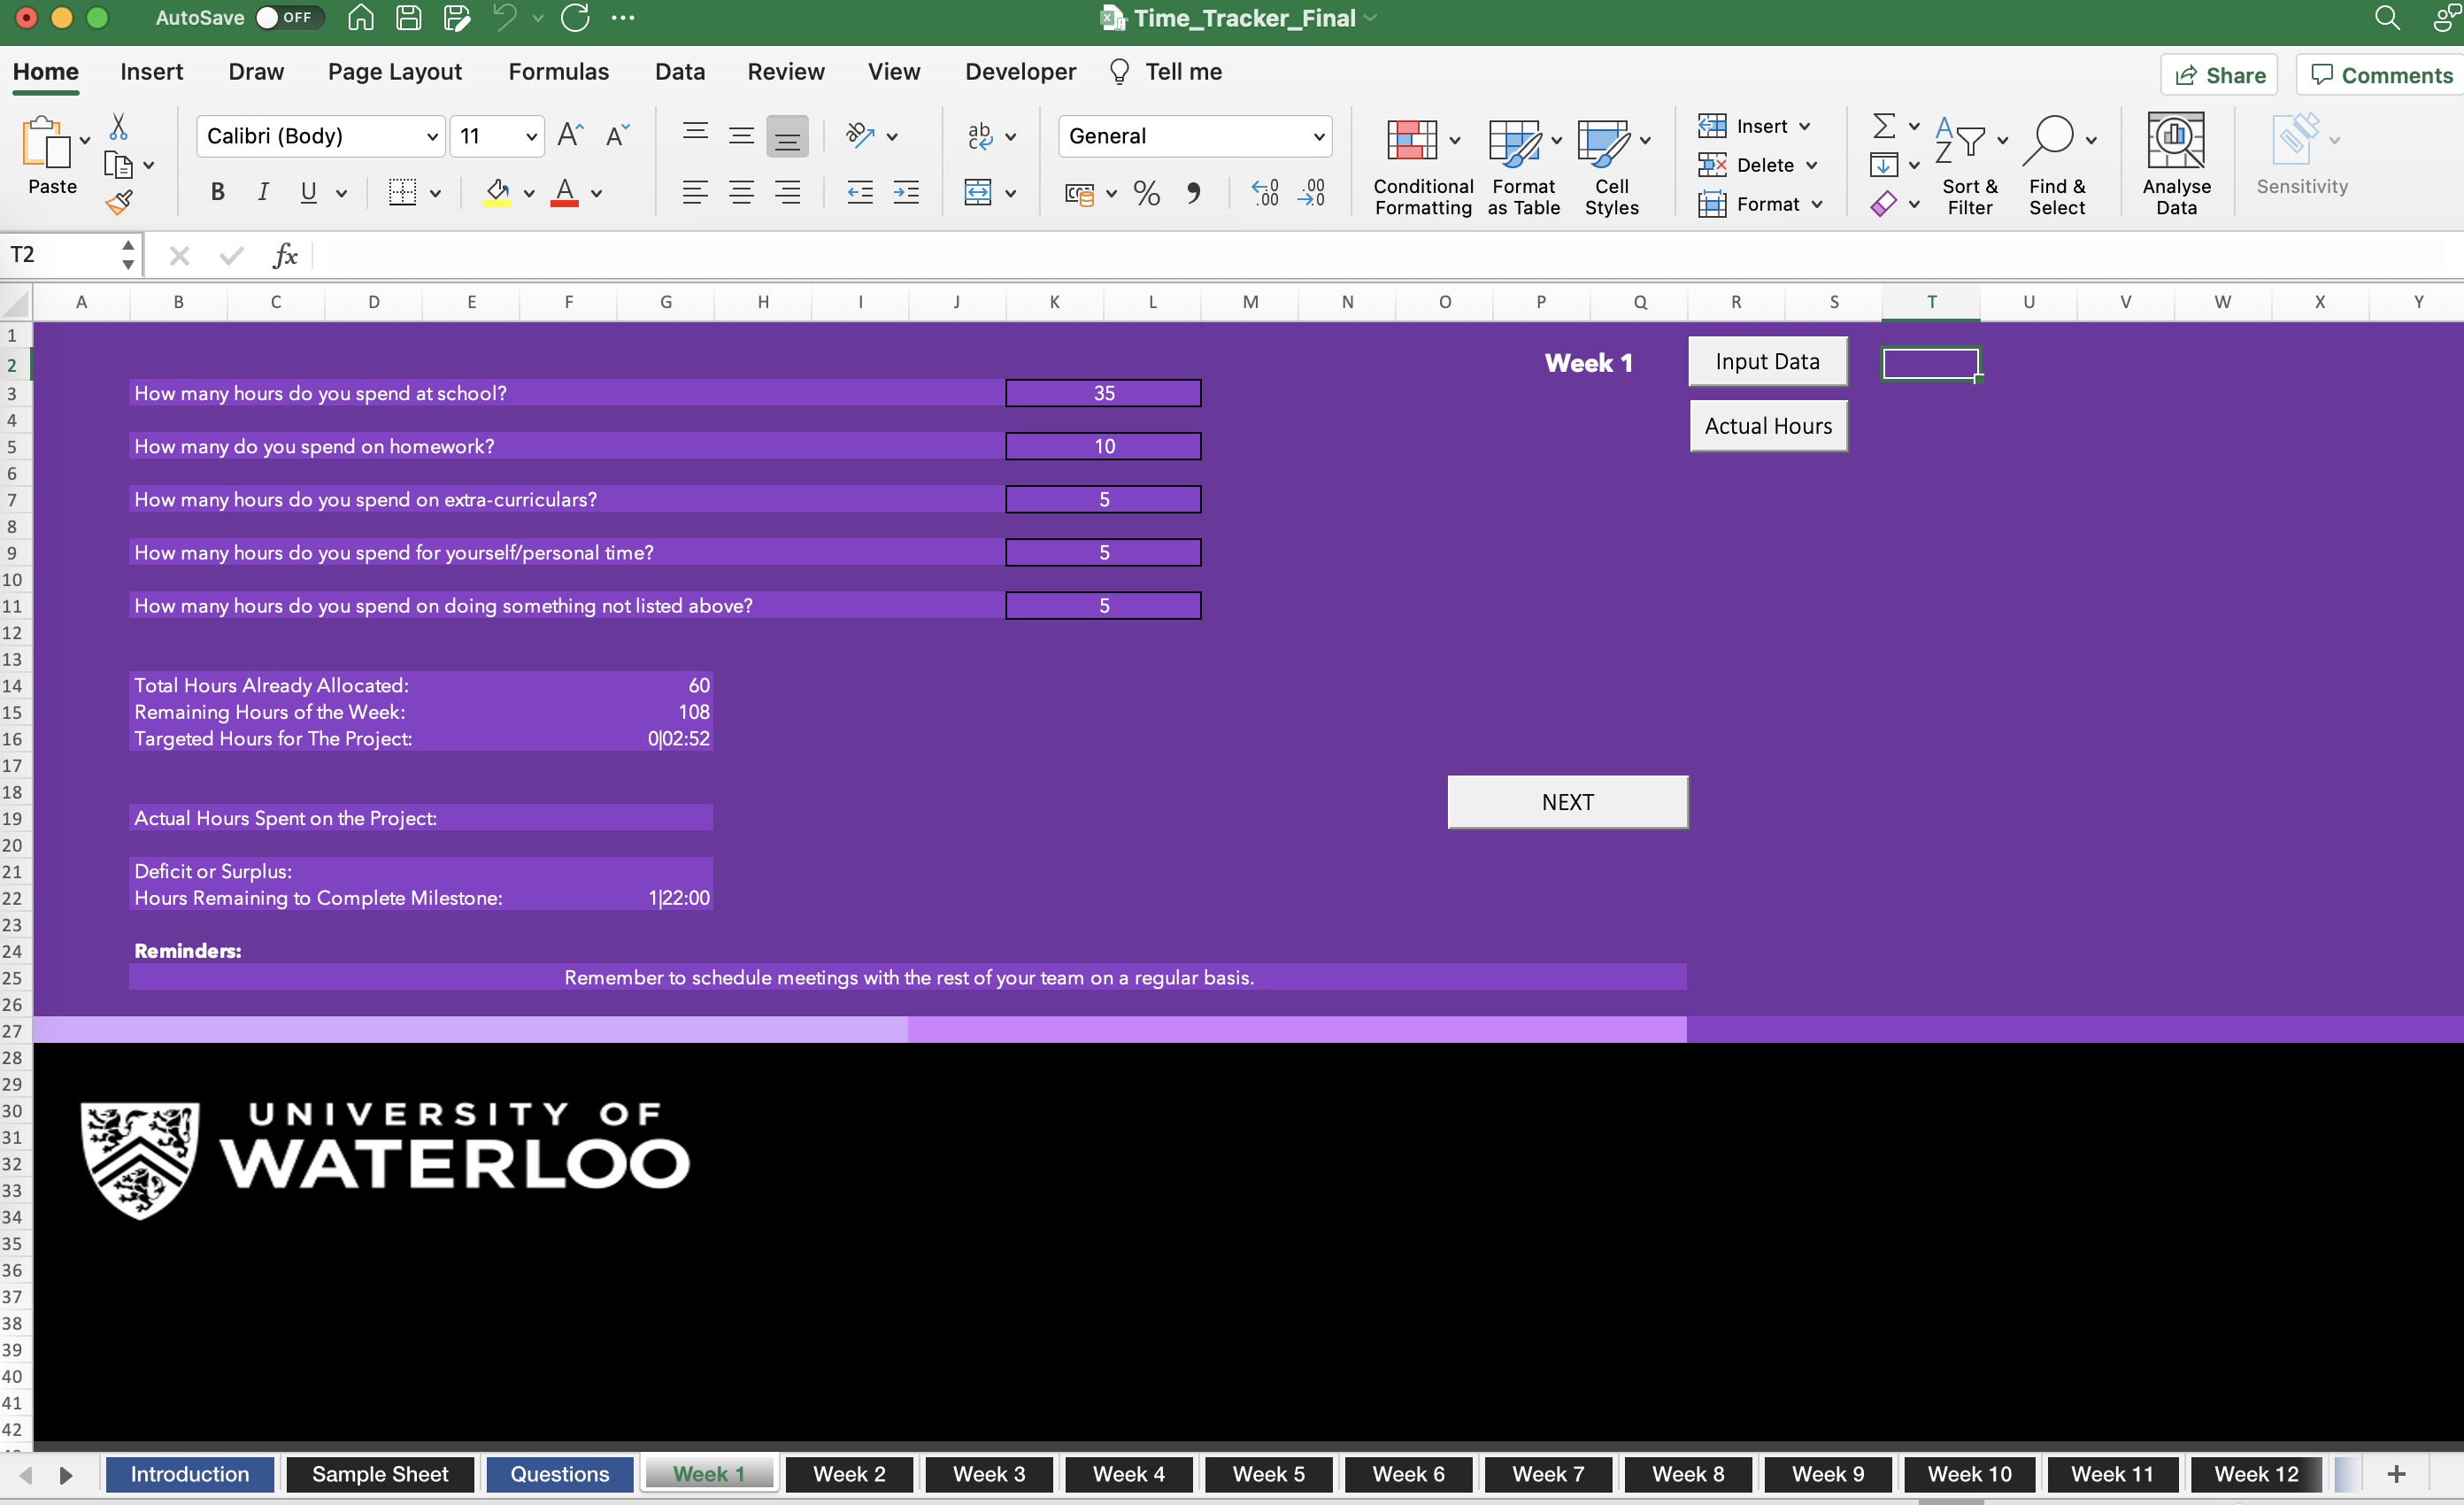 AutoSave OFF Time_Tracker_Final
Home Insert Draw Page Layout Formulas Data Review View Developer Tell me Share Comments
Calibri (Body) 11 General
Insert
Delete
Format
Paste
Conditional Formatting
Format as Table
Cell Styles
Sort & Filter
Find & Select
Analyse Data
Sensitivity
T2 fx
A B C D E F G H I J K L M N O P Q R S T U V W X Y
1
2 Week 1 Input Data
3 How many hours do you spend at school? 35
4 Actual Hours
5 How many do you spend on homework? 10
6
7 How many hours do you spend on extra-curriculars? 5
8
9 How many hours do you spend for yourself/personal time? 5
10
11 How many hours do you spend on doing something not listed above? 5
12
13
14 Total Hours Already Allocated: 60
15 Remaining Hours of the Week: 108
16 Targeted Hours for The Project: 0|02:52
17
18 NEXT
19 Actual Hours Spent on the Project:
20
21 Deficit or Surplus:
22 Hours Remaining to Complete Milestone: 1|22:00
23
24 Reminders:
25 Remember to schedule meetings with the rest of your team on a regular basis.
26
27
28
29
30 UNIVERSITY OF
31
32 WATERLOO
33
34
35
36
37
38
39
40
41
42
Introduction Sample Sheet Questions Week 1 Week 2 Week 3 Week 4 Week 5 Week 6 Week 7 Week 8 Week 9 Week 10 Week 11 Week 12